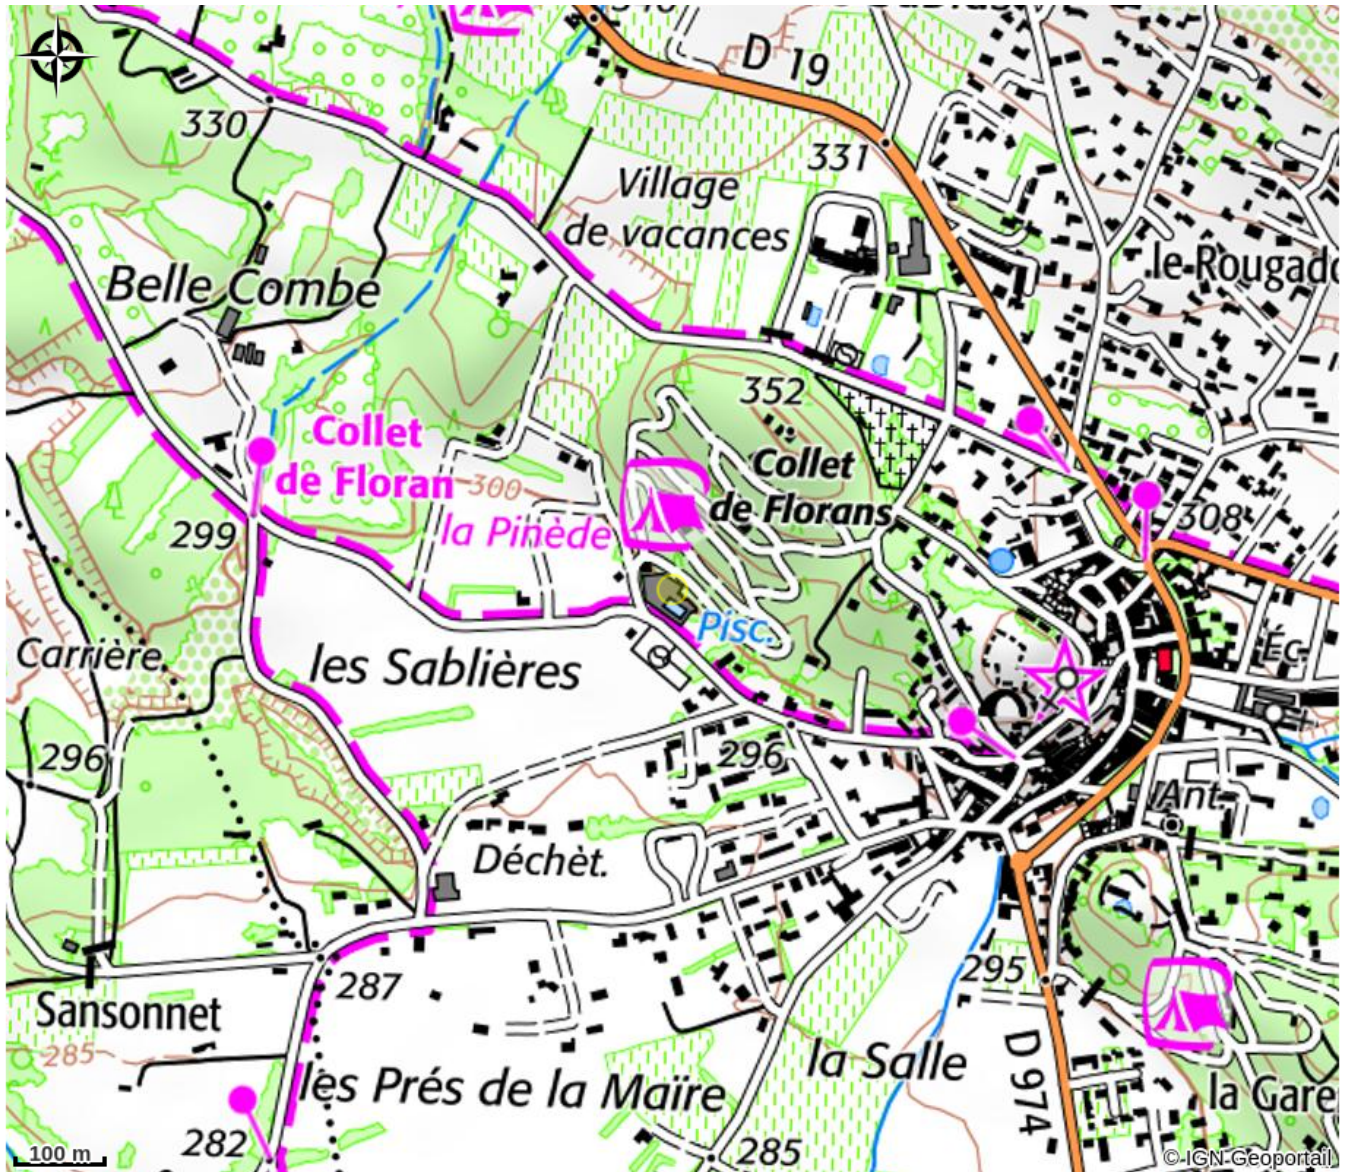 D 19
330
331
Village
de vacances
le Rougad
Belle Combe
352
Collet
de Floran
Collet
de Florans
300
la Pinède
308
299
Pisc.
Éc.
Carrière
les Sablières
296
296
Ant.
Déchèt.
295
287
Sansonnet
285
la Salle
D 974
les Prés de la Maïre
la Gare
282
285
100 m
© IGN-Geoportail